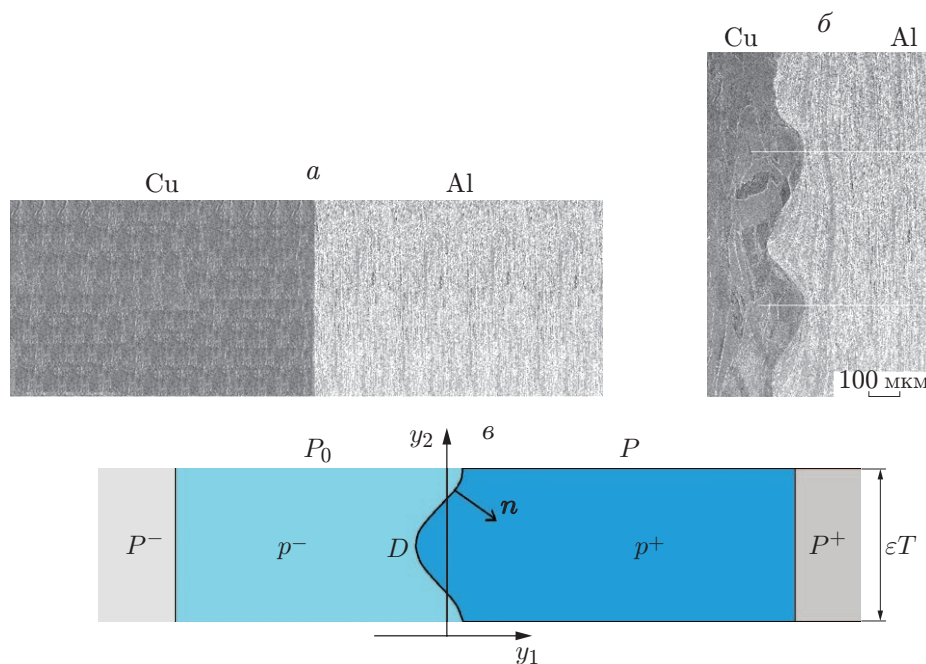 а
Cu Al
б
Cu Al
100 мкм
в
y₂
P₀ P
n
P⁻ p⁻ D p⁺ P⁺ εT
y₁